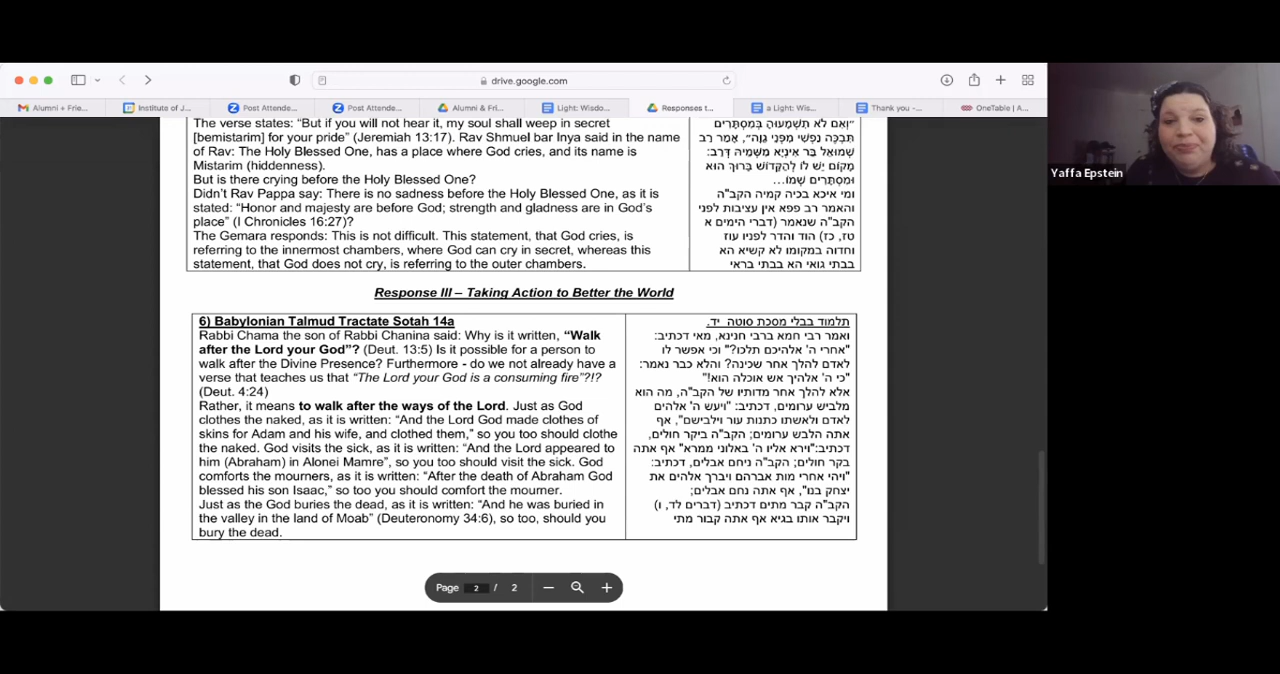 drive.google.com
Alumni + Frie...
Institute of J...
Post Attende...
Post Attende...
Alumni & Fri...
Light: Wisdo...
Responses t...
a Light: Wis...
Thank you -...
OneTable | A...
The verse states: “But if you will not hear it, my soul shall weep in secret
[bemistarim] for your pride” (Jeremiah 13:17). Rav Shmuel bar Inya said in the name
of Rav: The Holy Blessed One, has a place where God cries, and its name is
Mistarim (hiddenness).
But is there crying before the Holy Blessed One?
Didn’t Rav Pappa say: There is no sadness before the Holy Blessed One, as it is
stated: “Honor and majesty are before God; strength and gladness are in God’s
place” (I Chronicles 16:27)?
The Gemara responds: This is not difficult. This statement, that God cries, is
referring to the innermost chambers, where God can cry in secret, whereas this
statement, that God does not cry, is referring to the outer chambers.
״וְאִם לֹא תִשְׁמָעוּהָ בְּמִסְתָּרִים
תִּבְכֶּה נַפְשִׁי מִפְּנֵי גֵוָה״, אָמַר רַב
שְׁמוּאֵל בַּר אִינְיָא מִשְּׁמֵיהּ דְּרַב:
מָקוֹם יֵשׁ לוֹ לְהַקָּדוֹשׁ בָּרוּךְ הוּא
וּמִסְתָּרִים שְׁמוֹ...
ומי איכא בכיה קמיה הקב"ה
והאמר רב פפא אין עציבות לפני
הקב"ה שנאמר (דברי הימים א
טז, כז) הוד והדר לפניו עוז
וחדוה במקומו לא קשיא הא
בבתי גואי הא בבתי בראי
Response III – Taking Action to Better the World
6) Babylonian Talmud Tractate Sotah 14a
Rabbi Chama the son of Rabbi Chanina said: Why is it written, “Walk
after the Lord your God”? (Deut. 13:5) Is it possible for a person to
walk after the Divine Presence? Furthermore - do we not already have a
verse that teaches us that “The Lord your God is a consuming fire”?!?
(Deut. 4:24)
Rather, it means to walk after the ways of the Lord. Just as God
clothes the naked, as it is written: “And the Lord God made clothes of
skins for Adam and his wife, and clothed them,” so you too should clothe
the naked. God visits the sick, as it is written: “And the Lord appeared to
him (Abraham) in Alonei Mamre”, so you too should visit the sick. God
comforts the mourners, as it is written: “After the death of Abraham God
blessed his son Isaac,” so too you should comfort the mourner.
Just as the God buries the dead, as it is written: “And he was buried in
the valley in the land of Moab” (Deuteronomy 34:6), so too, should you
bury the dead.
תלמוד בבלי מסכת סוטה יד.
ואמר רבי חמא ברבי חנינא, מאי דכתיב:
"אחרי ה' אלהיכם תלכו?" וכי אפשר לו
לאדם להלך אחר שכינה? והלא כבר נאמר:
"כי ה' אלהיך אש אוכלה הוא!"
אלא להלך אחר מדותיו של הקב"ה, מה הוא
מלביש ערומים, דכתיב: "ויעש ה' אלהים
לאדם ולאשתו כתנות עור וילבישם", אף
אתה הלבש ערומים; הקב"ה ביקר חולים,
דכתיב:"וירא אליו ה' באלוני ממרא" אף אתה
בקר חולים; הקב"ה ניחם אבלים, דכתיב:
"ויהי אחרי מות אברהם ויברך אלהים את
יצחק בנו", אף אתה נחם אבלים;
הקב"ה קבר מתים דכתיב (דברים לד, ו)
ויקבר אותו בגיא אף אתה קבור מתי
Page 2 / 2
Yaffa Epstein